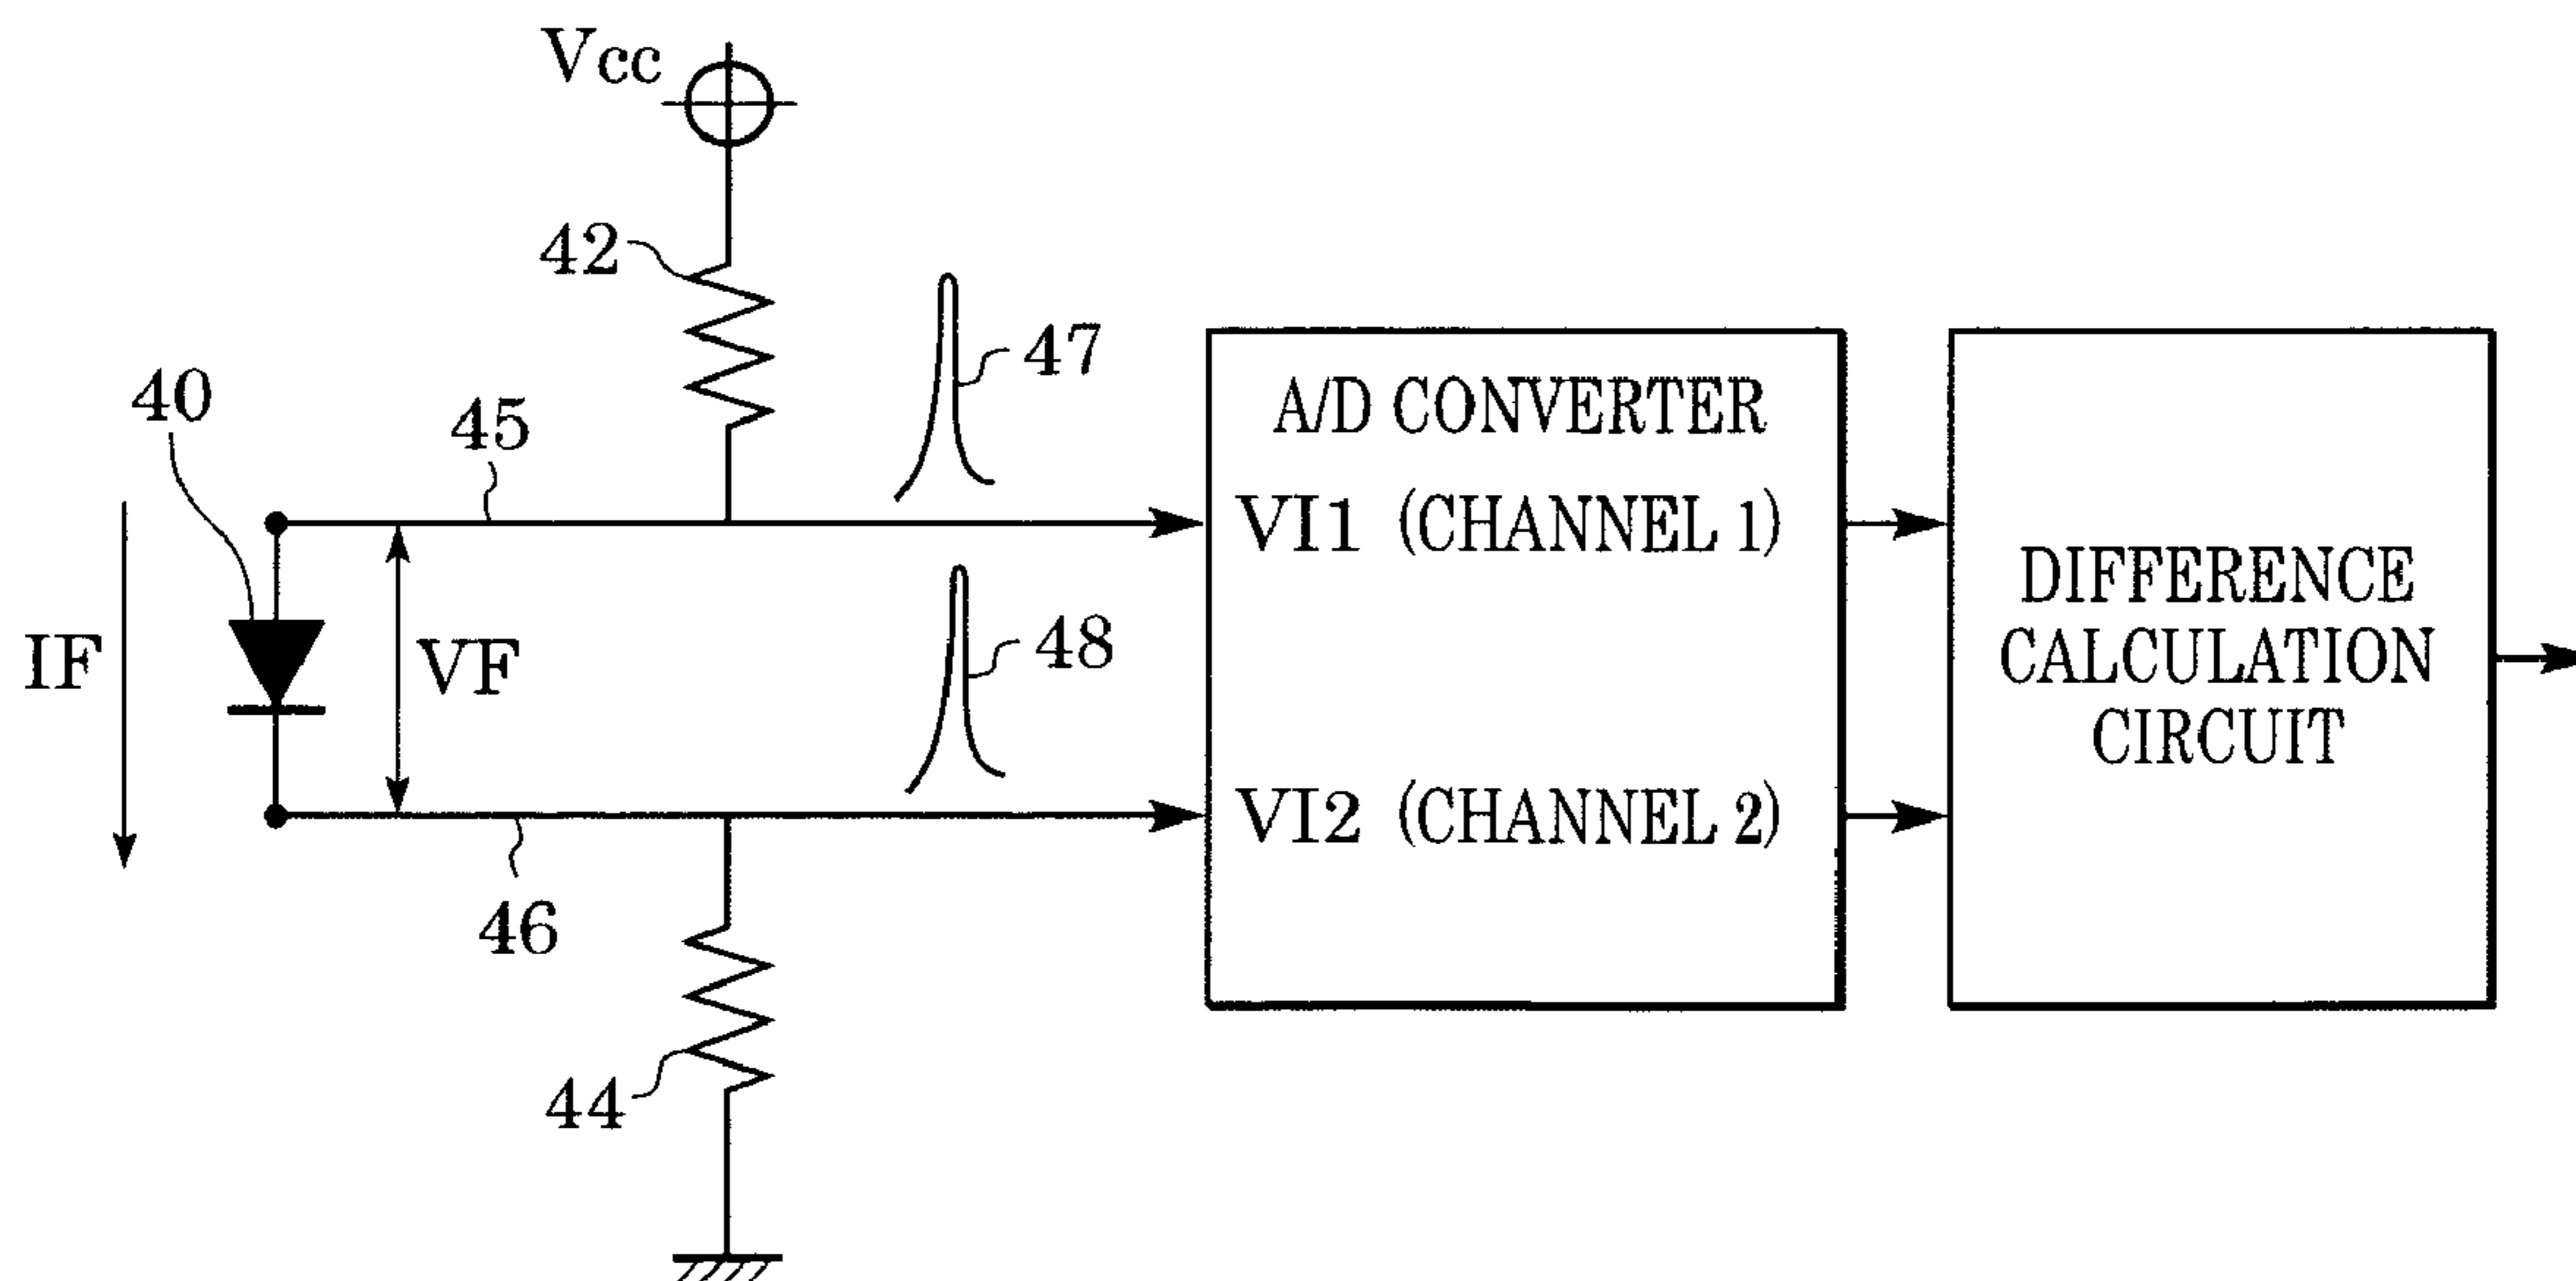 Vcc
42
47
40
45
A/D CONVERTER
VI1 (CHANNEL 1)
IF
VF
48
DIFFERENCE
CALCULATION
CIRCUIT
VI2 (CHANNEL 2)
46
44